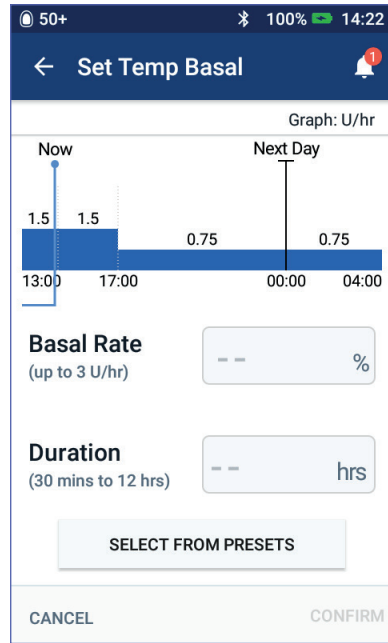 50+ 100% 14:22
Set Temp Basal 1
Graph: U/hr
Now Next Day
1.5 1.5 0.75 0.75
13:00 17:00 00:00 04:00
Basal Rate
(up to 3 U/hr)
-- %
Duration
(30 mins to 12 hrs)
-- hrs
SELECT FROM PRESETS
CANCEL CONFIRM